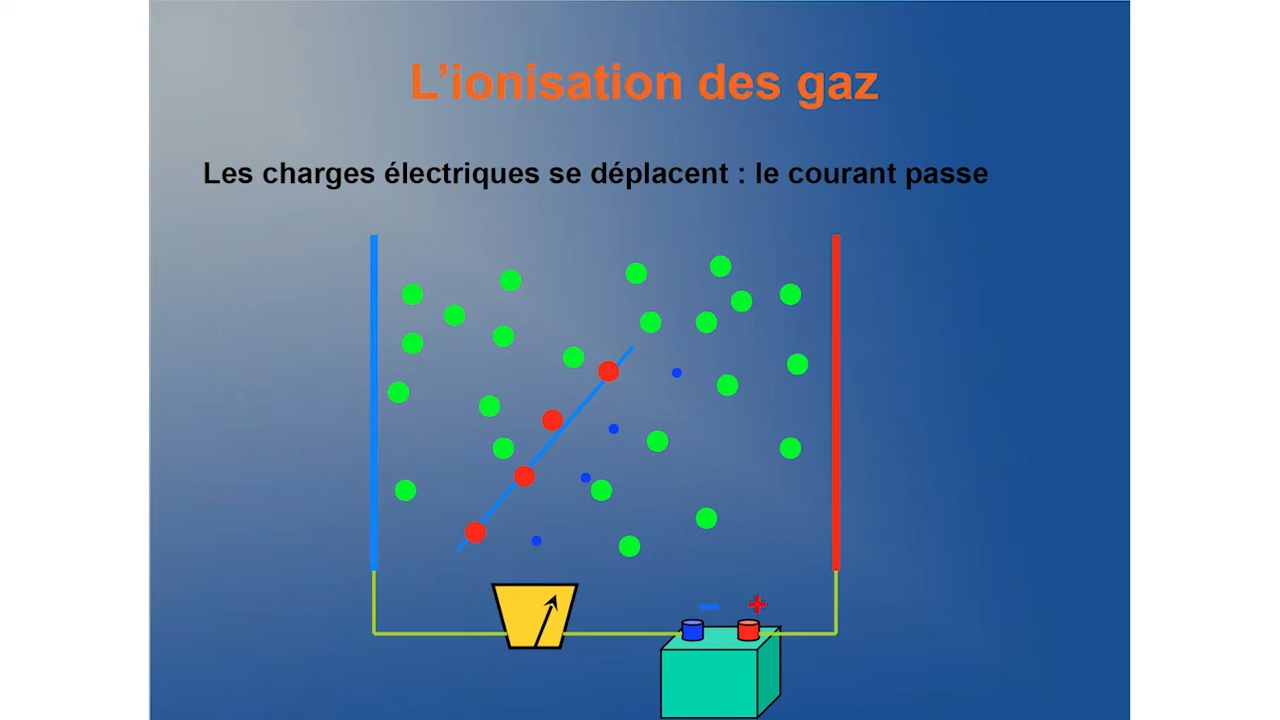 L’ionisation des gaz
Les charges électriques se déplacent : le courant passe
− +